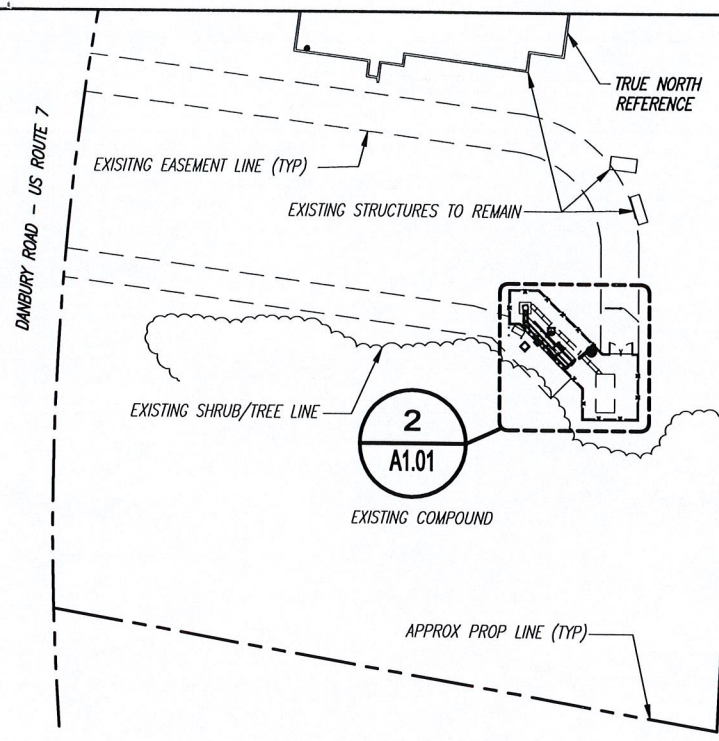 TRUE NORTH
REFERENCE
DANBURY ROAD - US ROUTE 7
EXISITNG EASEMENT LINE (TYP)
EXISTING STRUCTURES TO REMAIN
EXISTING SHRUB/TREE LINE
2
A1.01
EXISTING COMPOUND
APPROX PROP LINE (TYP)